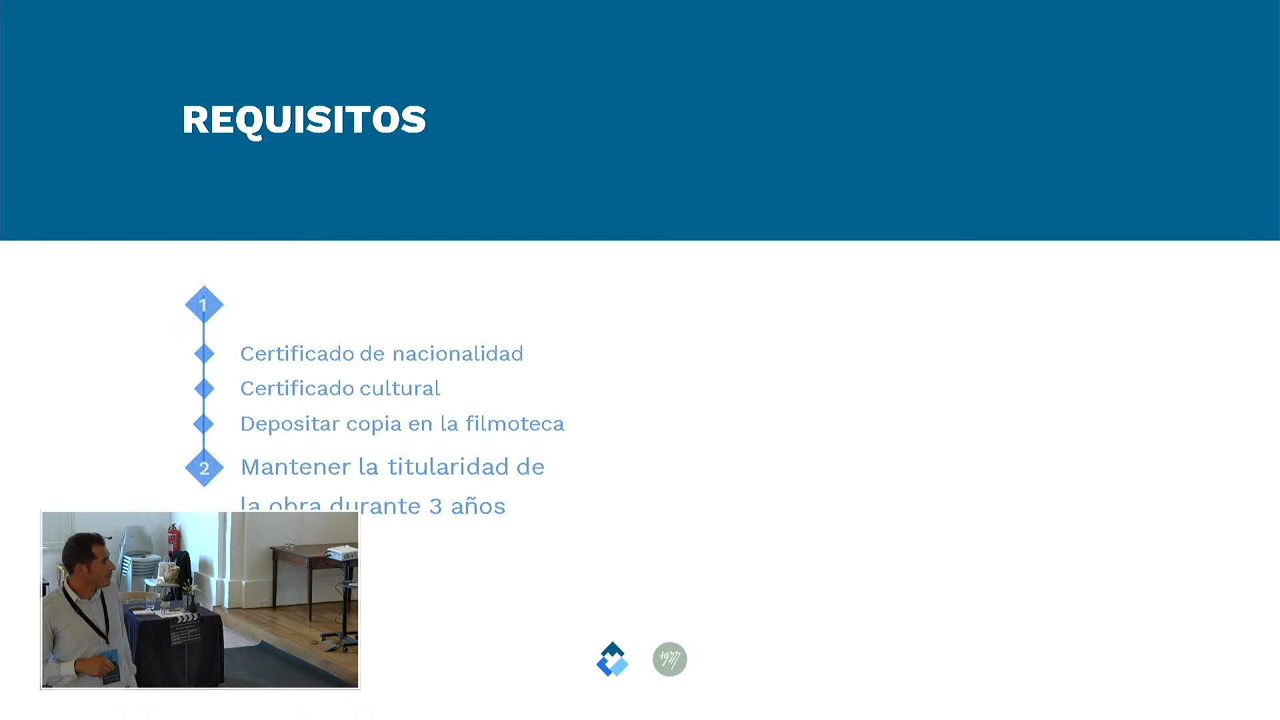 REQUISITOS
1
Certificado de nacionalidad
Certificado cultural
Depositar copia en la filmoteca
2 Mantener la titularidad de
la obra durante 3 años